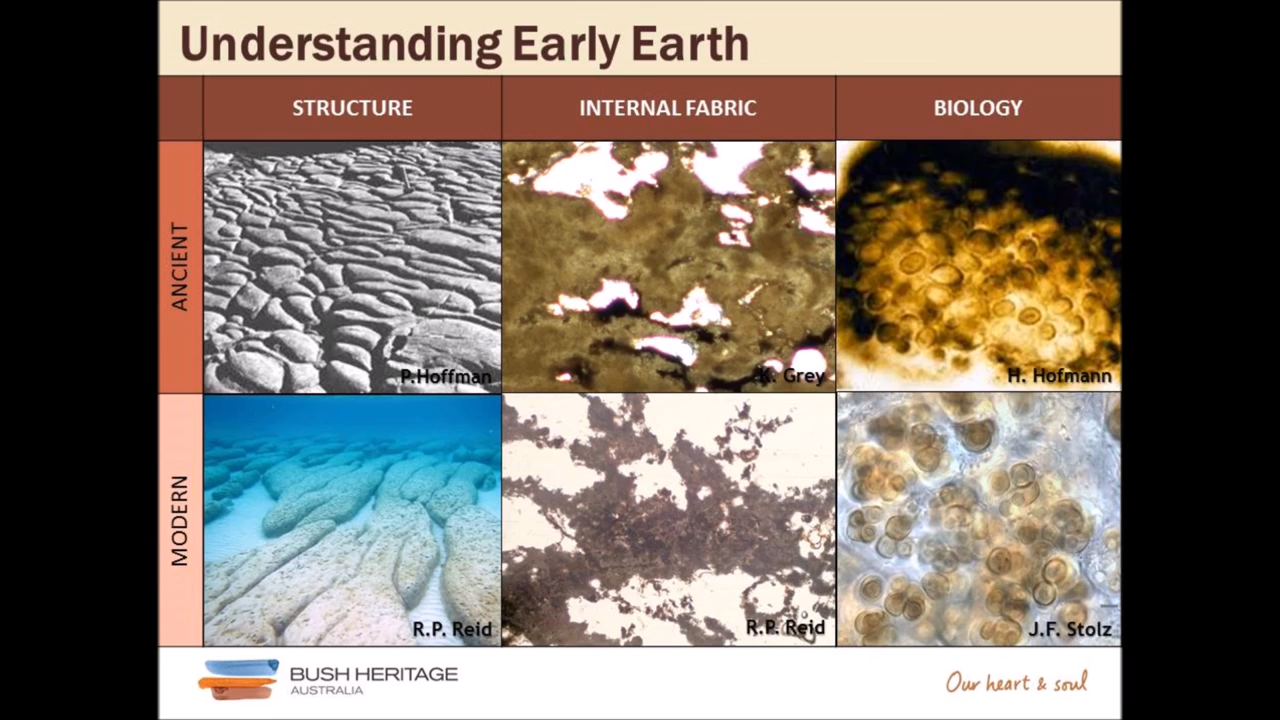 Understanding Early Earth
STRUCTURE
INTERNAL FABRIC
BIOLOGY
ANCIENT
P.Hoffman
K. Grey
H. Hofmann
MODERN
R.P. Reid
R.P. Reid
J.F. Stolz
BUSH HERITAGE
AUSTRALIA
Our heart & soul